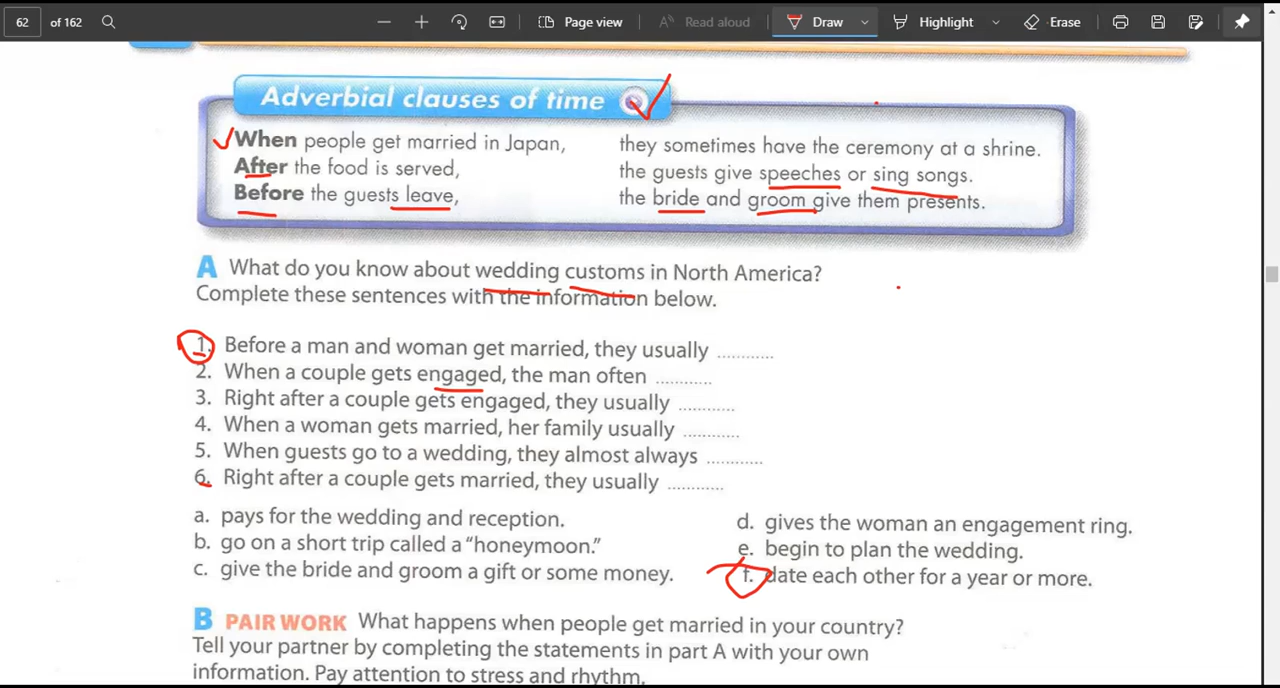 62 of 162 Page view Read aloud Draw Highlight Erase
Adverbial clauses of time
When people get married in Japan, they sometimes have the ceremony at a shrine.
After the food is served, the guests give speeches or sing songs.
Before the guests leave, the bride and groom give them presents.
A What do you know about wedding customs in North America?
Complete these sentences with the information below.
1. Before a man and woman get married, they usually ............
2. When a couple gets engaged, the man often ............
3. Right after a couple gets engaged, they usually ............
4. When a woman gets married, her family usually ............
5. When guests go to a wedding, they almost always ............
6. Right after a couple gets married, they usually ............
a. pays for the wedding and reception.
b. go on a short trip called a “honeymoon.”
c. give the bride and groom a gift or some money.
d. gives the woman an engagement ring.
e. begin to plan the wedding.
f. date each other for a year or more.
B PAIR WORK What happens when people get married in your country?
Tell your partner by completing the statements in part A with your own
information. Pay attention to stress and rhythm.